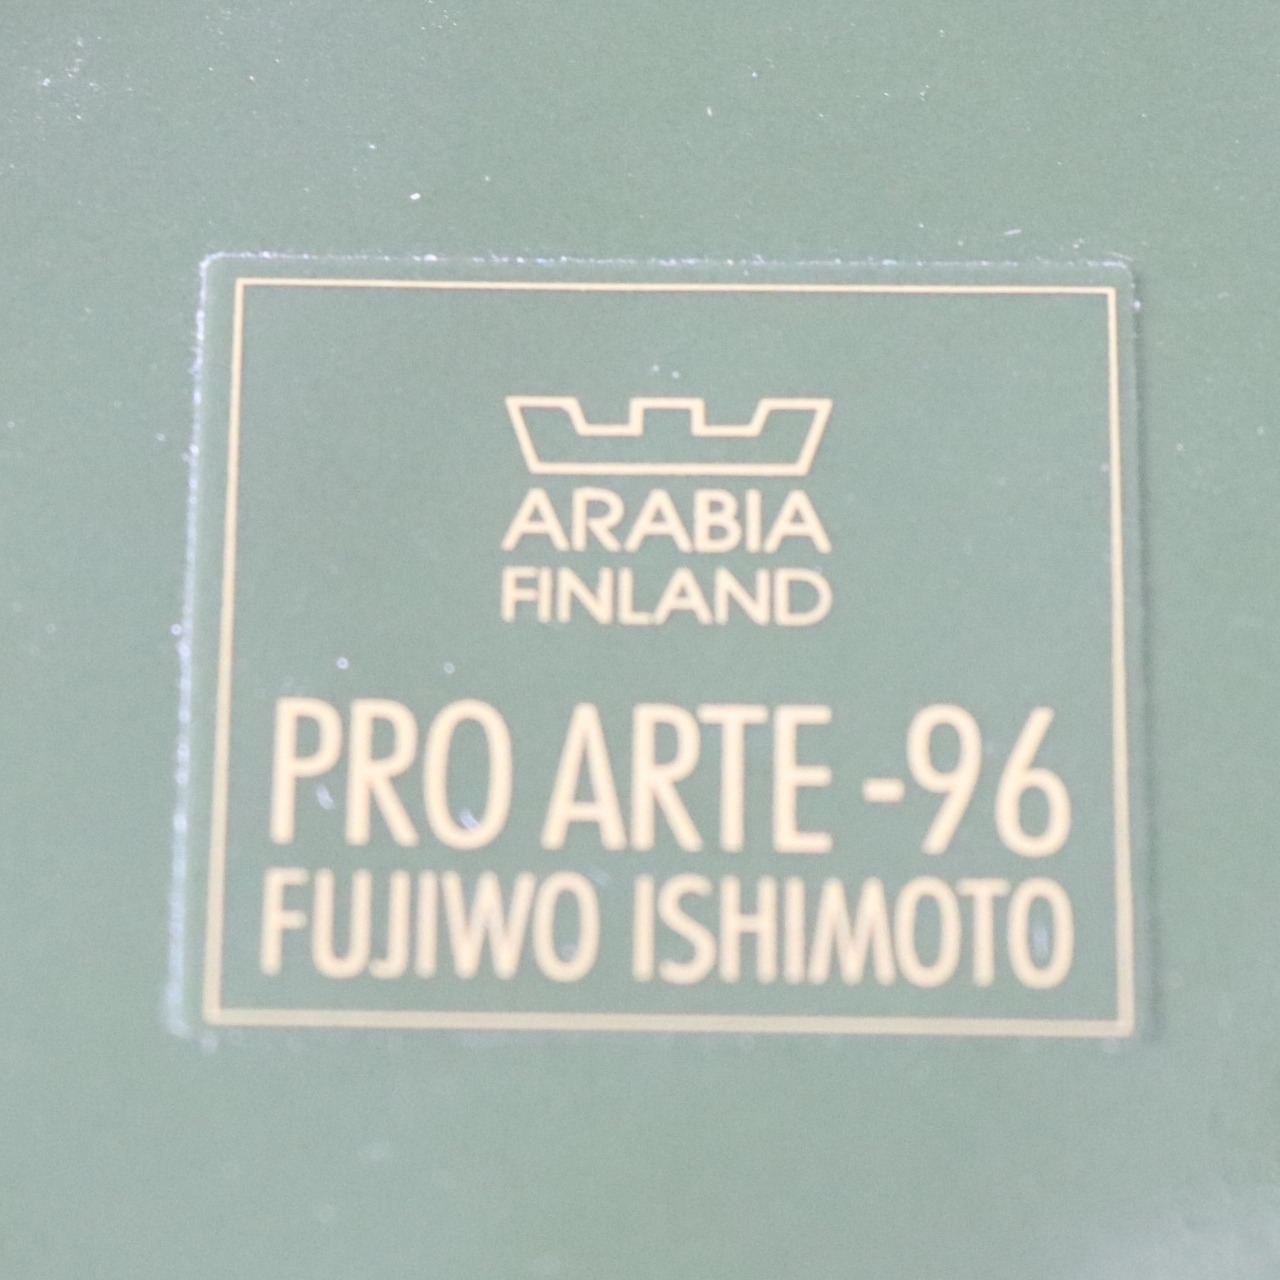 ARABIA
FINLAND
PRO ARTE -96
FUJIWO ISHIMOTO